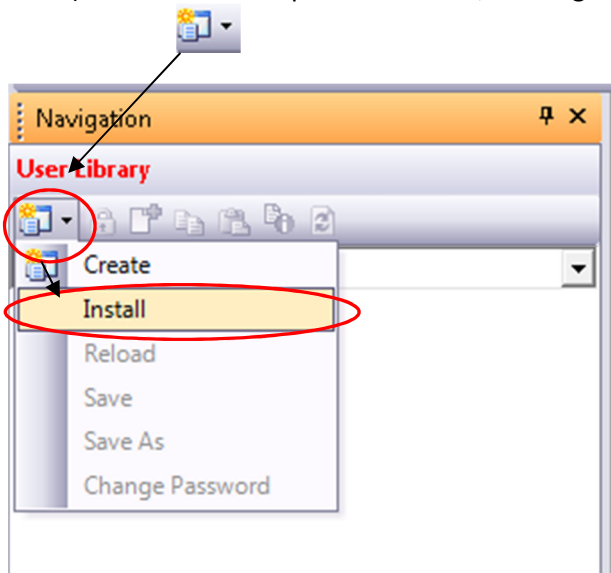 Navigation
User Library
Create
Install
Reload
Save
Save As
Change Password